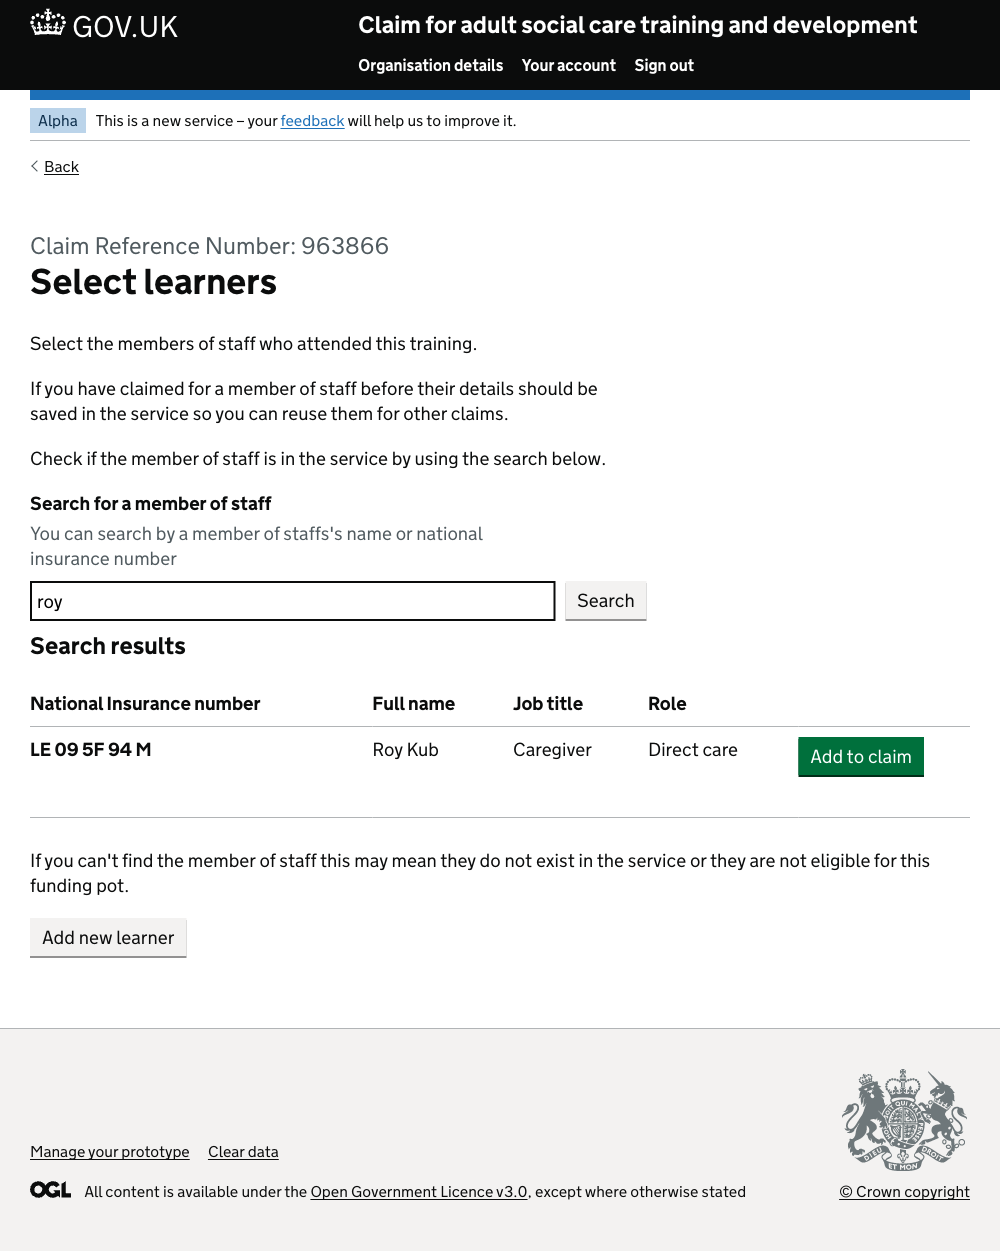 GOV.UK
Claim for adult social care training and development
Organisation details Your account Sign out
Alpha This is a new service – your feedback will help us to improve it.
Back
Claim Reference Number: 963866
Select learners
Select the members of staff who attended this training.
If you have claimed for a member of staff before their details should be
saved in the service so you can reuse them for other claims.
Check if the member of staff is in the service by using the search below.
Search for a member of staff
You can search by a member of staffs's name or national
insurance number
roy Search
Search results
National Insurance number Full name Job title Role
LE 09 5F 94 M Roy Kub Caregiver Direct care Add to claim
If you can't find the member of staff this may mean they do not exist in the service or they are not eligible for this
funding pot.
Add new learner
Manage your prototype Clear data
OGL All content is available under the Open Government Licence v3.0, except where otherwise stated
DIEU ET MON DROIT
© Crown copyright